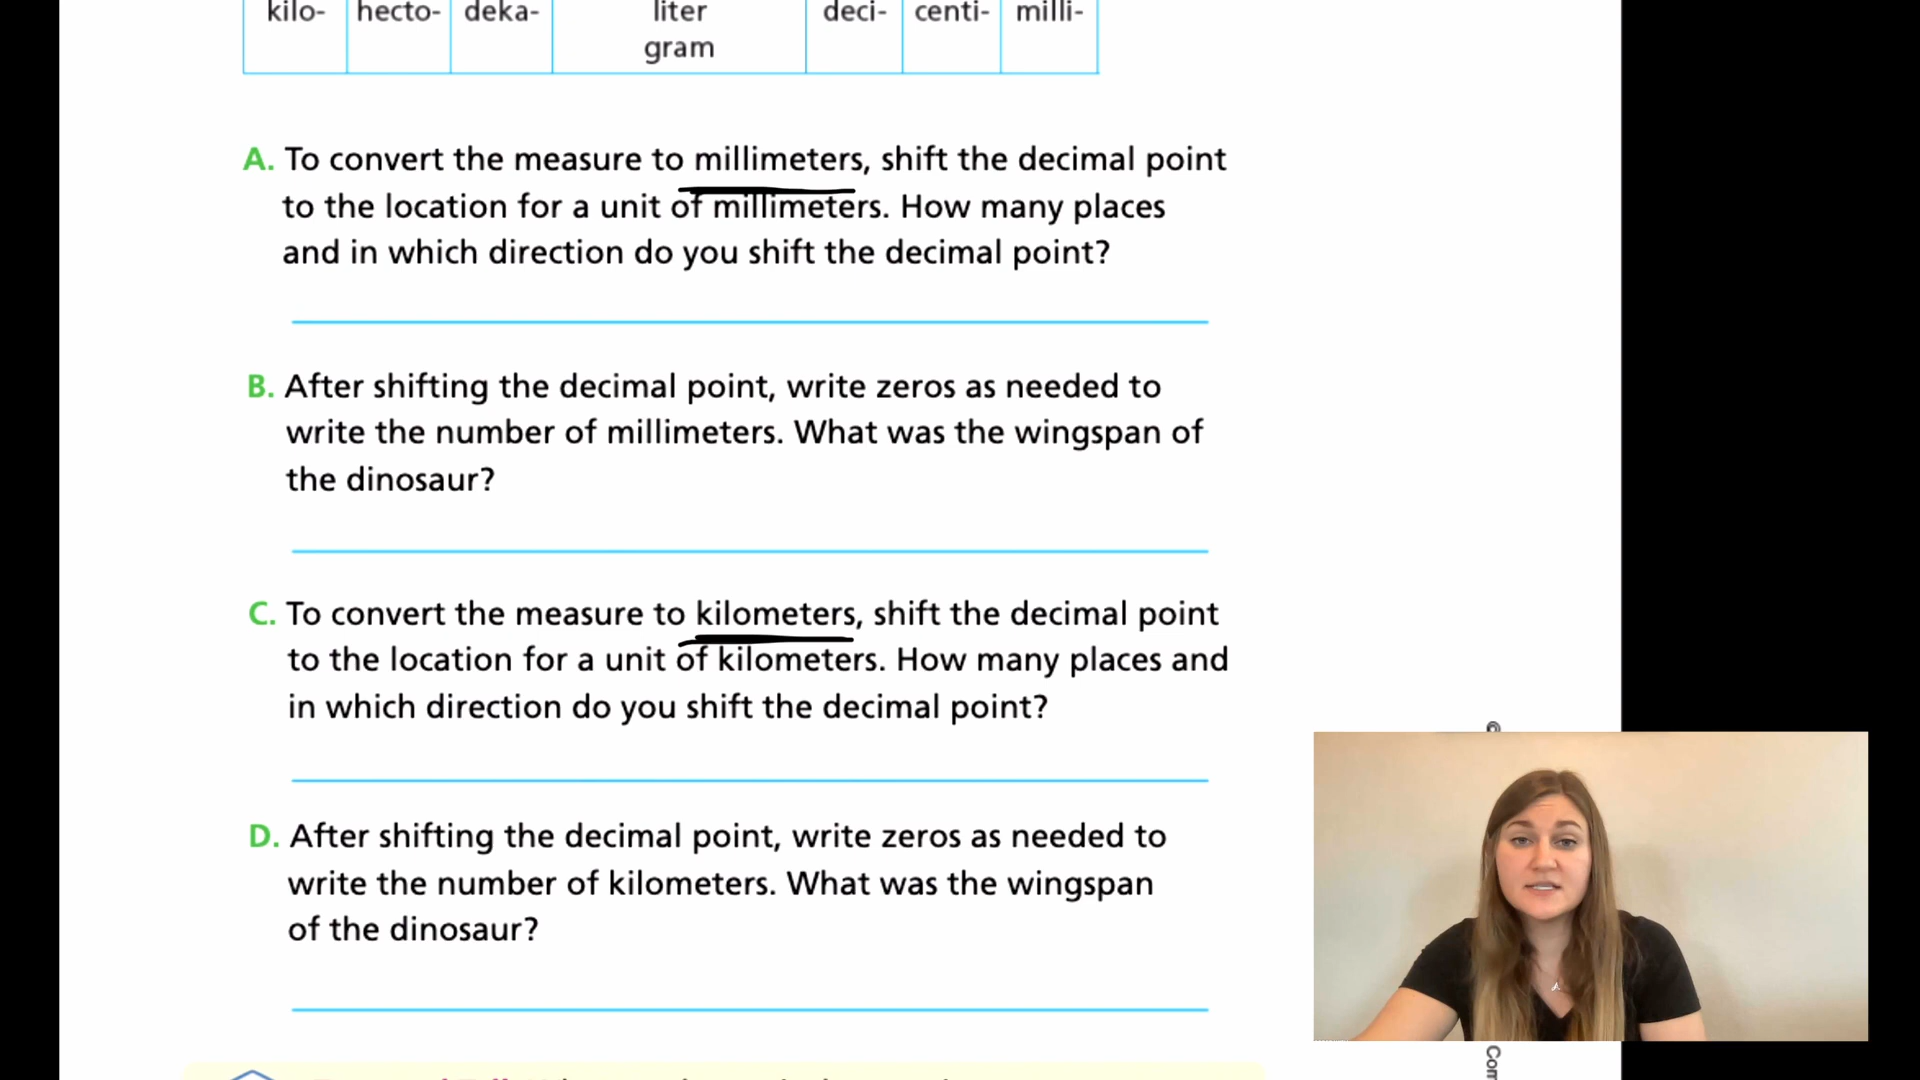 kilo- hecto- deka- liter deci- centi- milli-
gram
A. To convert the measure to millimeters, shift the decimal point
to the location for a unit of millimeters. How many places
and in which direction do you shift the decimal point?
B. After shifting the decimal point, write zeros as needed to
write the number of millimeters. What was the wingspan of
the dinosaur?
C. To convert the measure to kilometers, shift the decimal point
to the location for a unit of kilometers. How many places and
in which direction do you shift the decimal point?
D. After shifting the decimal point, write zeros as needed to
write the number of kilometers. What was the wingspan
of the dinosaur?
©
Com